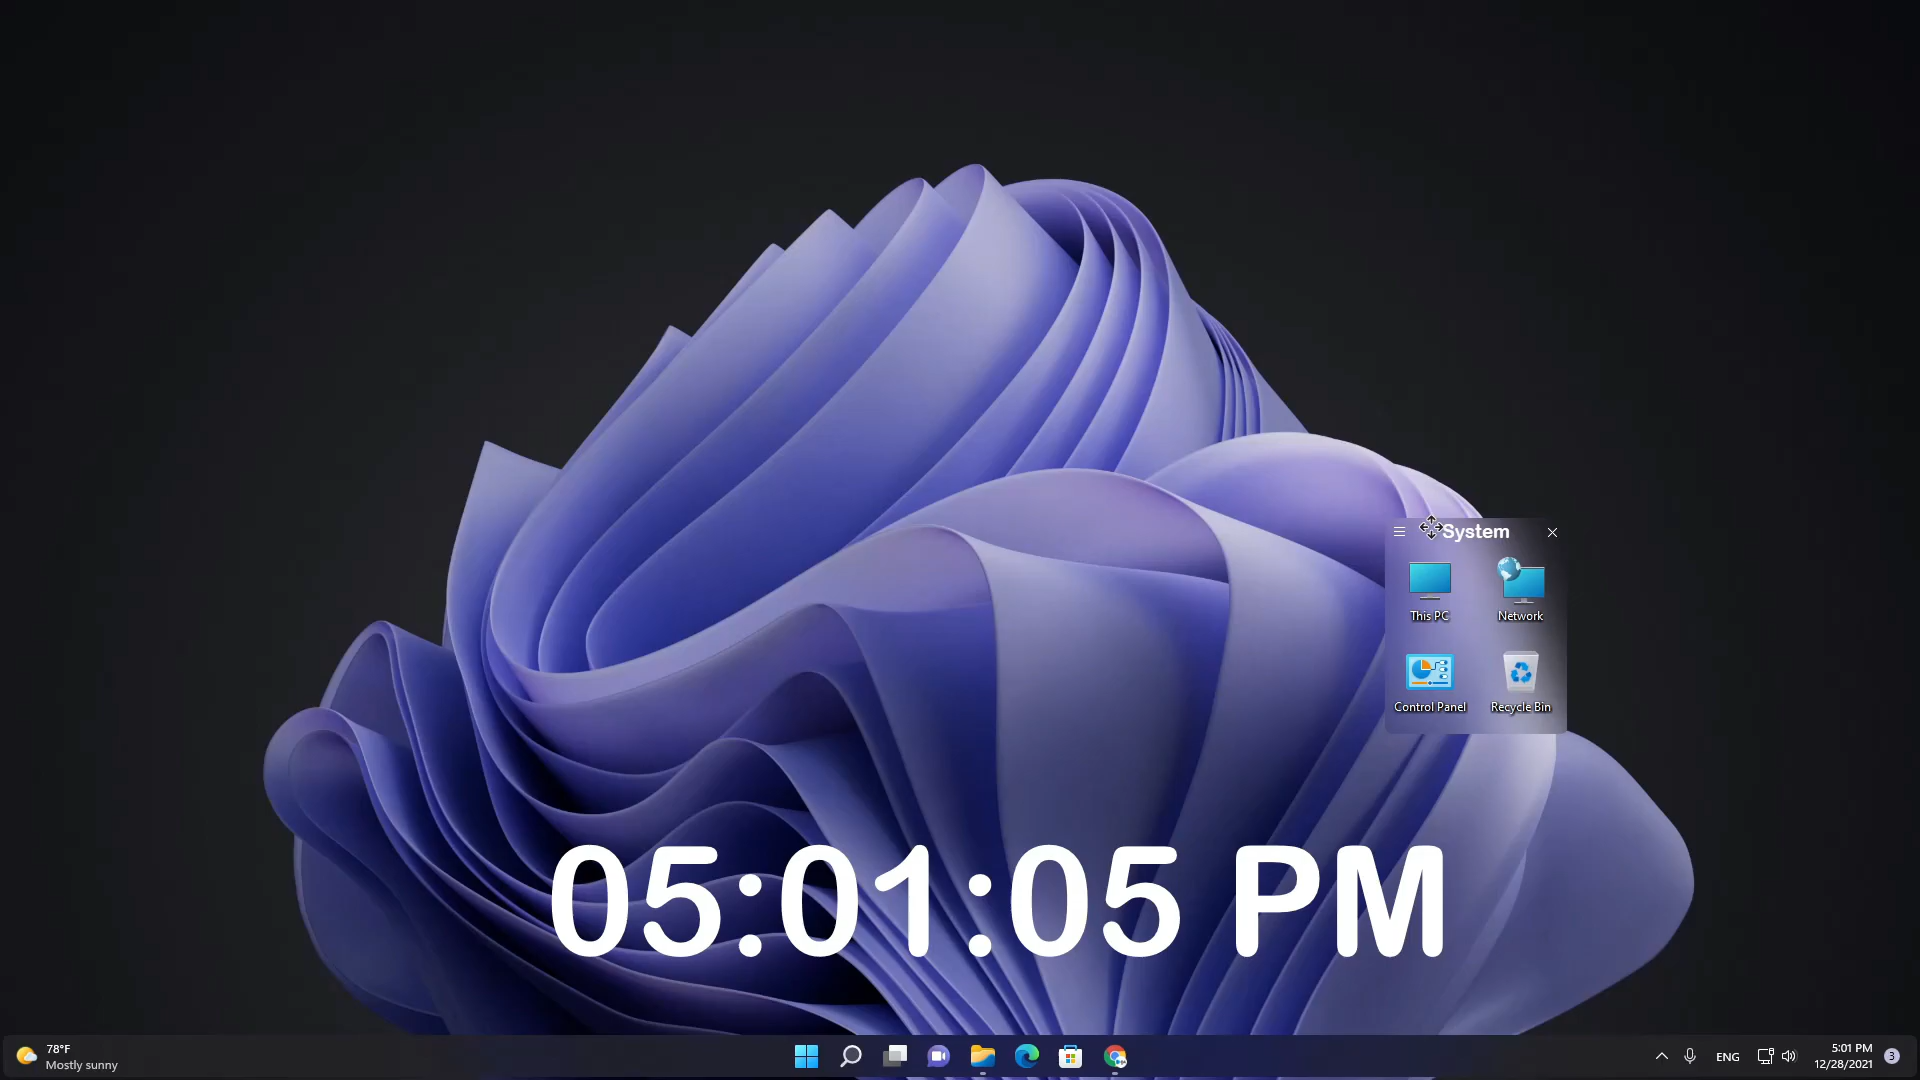 System
This PC
Network
Control Panel
Recycle Bin
05:01:05 PM
78°F
Mostly sunny
ENG
5:01 PM
12/28/2021
3